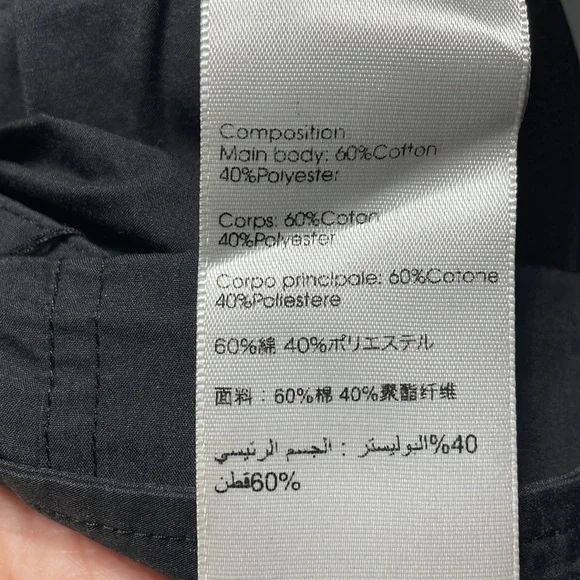 Composition
Main body: 60%Cotton
40%Polyester
Corps: 60%Coton
40%Polyester
Corpo principale: 60%Cotone
40%Poliestere
60%綿 40%ポリエステル
面料：60%棉 40%聚酯纤维
40%البوليستر : الجسم الرئيسي
60%قطن